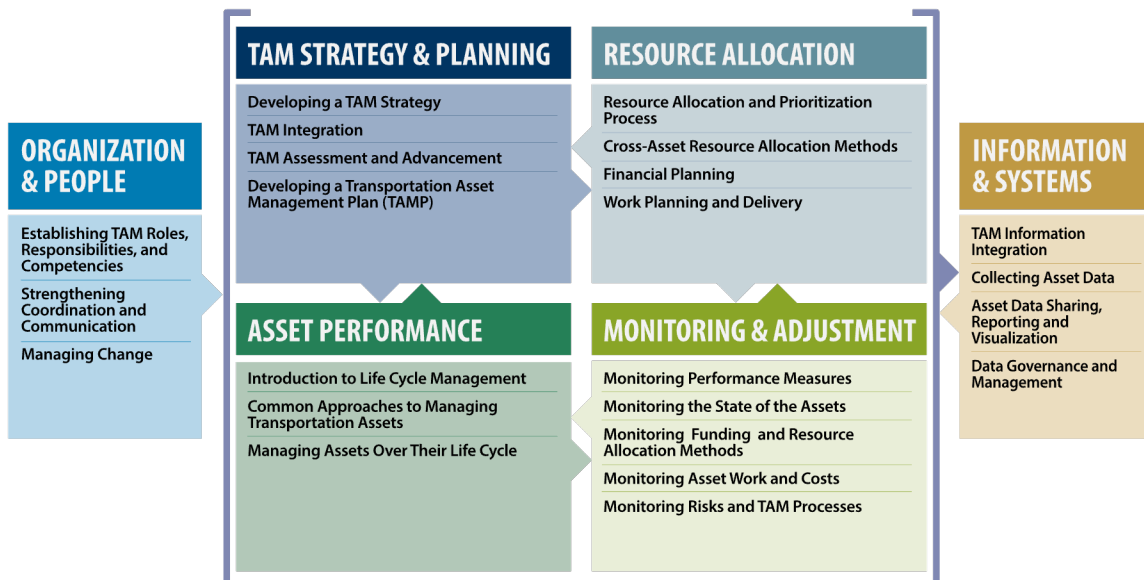 ORGANIZATION
& PEOPLE
Establishing TAM Roles,
Responsibilities, and
Competencies
Strengthening
Coordination and
Communication
Managing Change
TAM STRATEGY & PLANNING
Developing a TAM Strategy
TAM Integration
TAM Assessment and Advancement
Developing a Transportation Asset
Management Plan (TAMP)
RESOURCE ALLOCATION
Resource Allocation and Prioritization
Process
Cross-Asset Resource Allocation Methods
Financial Planning
Work Planning and Delivery
ASSET PERFORMANCE
Introduction to Life Cycle Management
Common Approaches to Managing
Transportation Assets
Managing Assets Over Their Life Cycle
MONITORING & ADJUSTMENT
Monitoring Performance Measures
Monitoring the State of the Assets
Monitoring Funding and Resource
Allocation Methods
Monitoring Asset Work and Costs
Monitoring Risks and TAM Processes
INFORMATION
& SYSTEMS
TAM Information
Integration
Collecting Asset Data
Asset Data Sharing,
Reporting and
Visualization
Data Governance and
Management